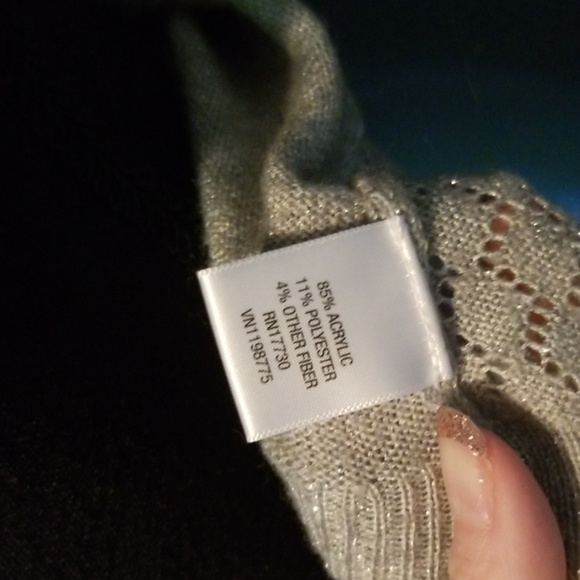 85% ACRYLIC
11% POLYESTER
4% OTHER FIBER
RN17730
VN1198775